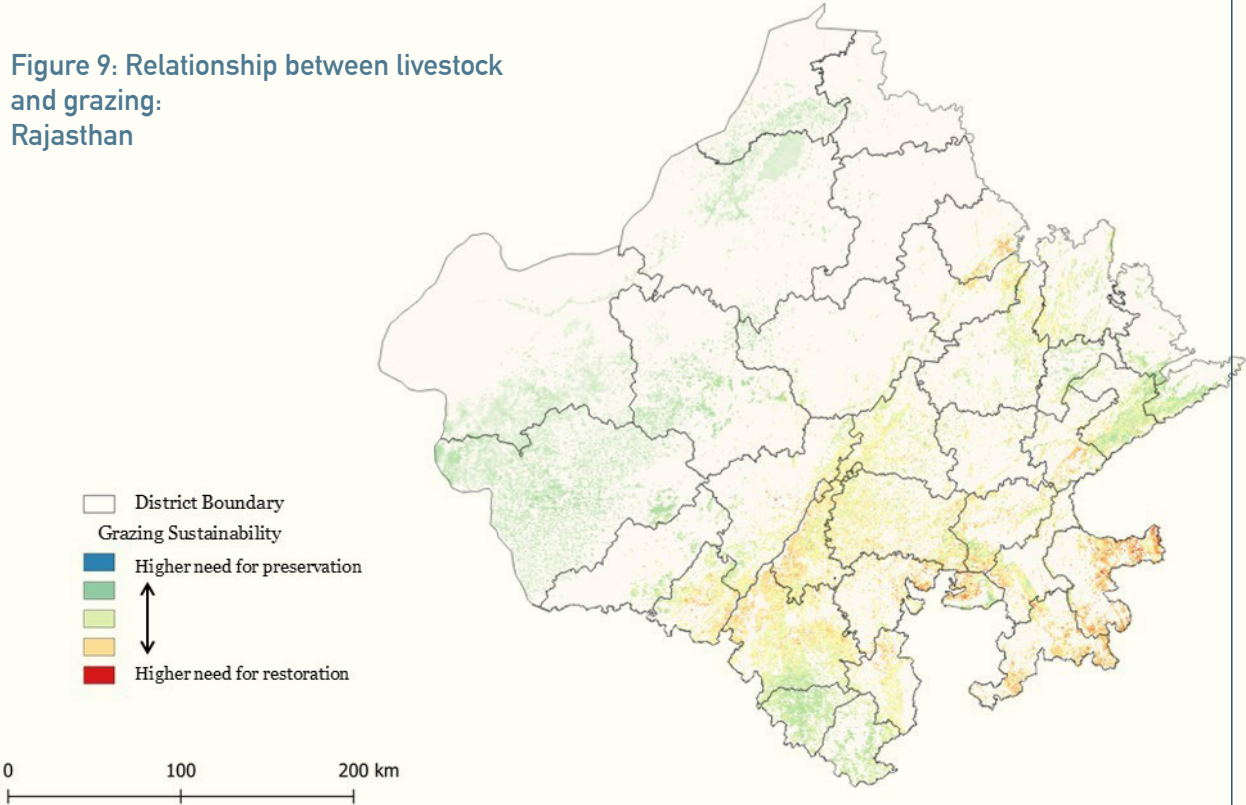 Figure 9: Relationship between livestock
and grazing:
Rajasthan
District Boundary
Grazing Sustainability
Higher need for preservation
Higher need for restoration
0 100 200 km